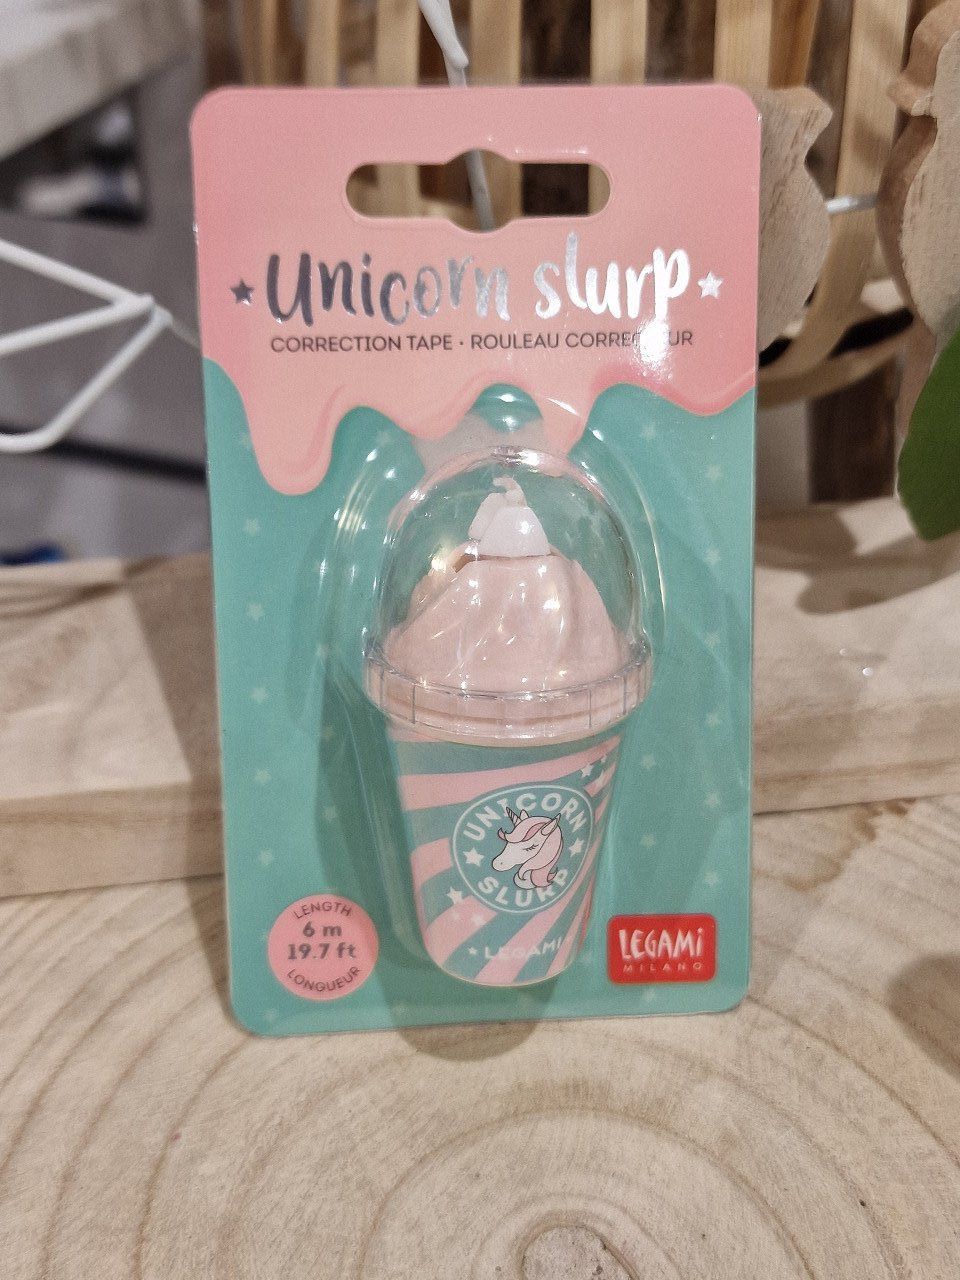 Unicorn slurp
CORRECTION TAPE · ROULEAU CORRECTEUR
UNICORN
SLURP
LEGAMI
LENGTH
6 m
19.7 ft
LONGUEUR
LEGAMi
MILANO